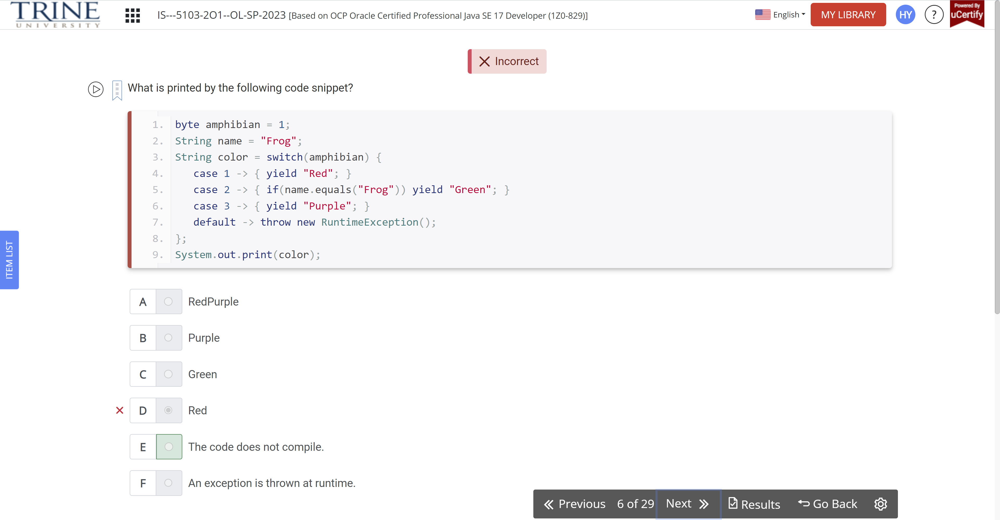 TRINE
UNIVERSITY
IS---5103-2O1--OL-SP-2023 [Based on OCP Oracle Certified Professional Java SE 17 Developer (1Z0-829)]
English
MY LIBRARY
HY
?
Powered By
uCertify
Incorrect
What is printed by the following code snippet?
1. byte amphibian = 1;
2. String name = "Frog";
3. String color = switch(amphibian) {
4.    case 1 -> { yield "Red"; }
5.    case 2 -> { if(name.equals("Frog")) yield "Green"; }
6.    case 3 -> { yield "Purple"; }
7.    default -> throw new RuntimeException();
8. };
9. System.out.print(color);
ITEM LIST
A RedPurple
B Purple
C Green
D Red
E The code does not compile.
F An exception is thrown at runtime.
Previous 6 of 29 Next Results Go Back